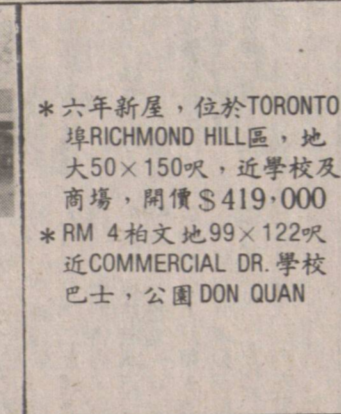 *六年新屋，位於TORONTO
埠RICHMOND HILL區，地
大50×150呎，近學校及
商塲，開價$419,000
*RM 4柏文地99×122呎
近COMMERCIAL DR.學校
巴士，公園DON QUAN